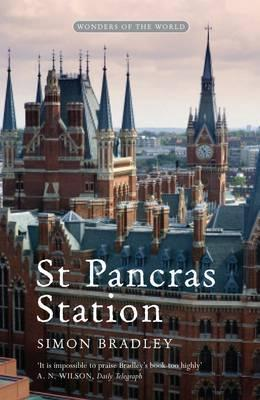 WONDERS OF THE WORLD
St Pancras
Station
SIMON BRADLEY
'It is impossible to praise Bradley's book too highly'
A. N. WILSON, Daily Telegraph